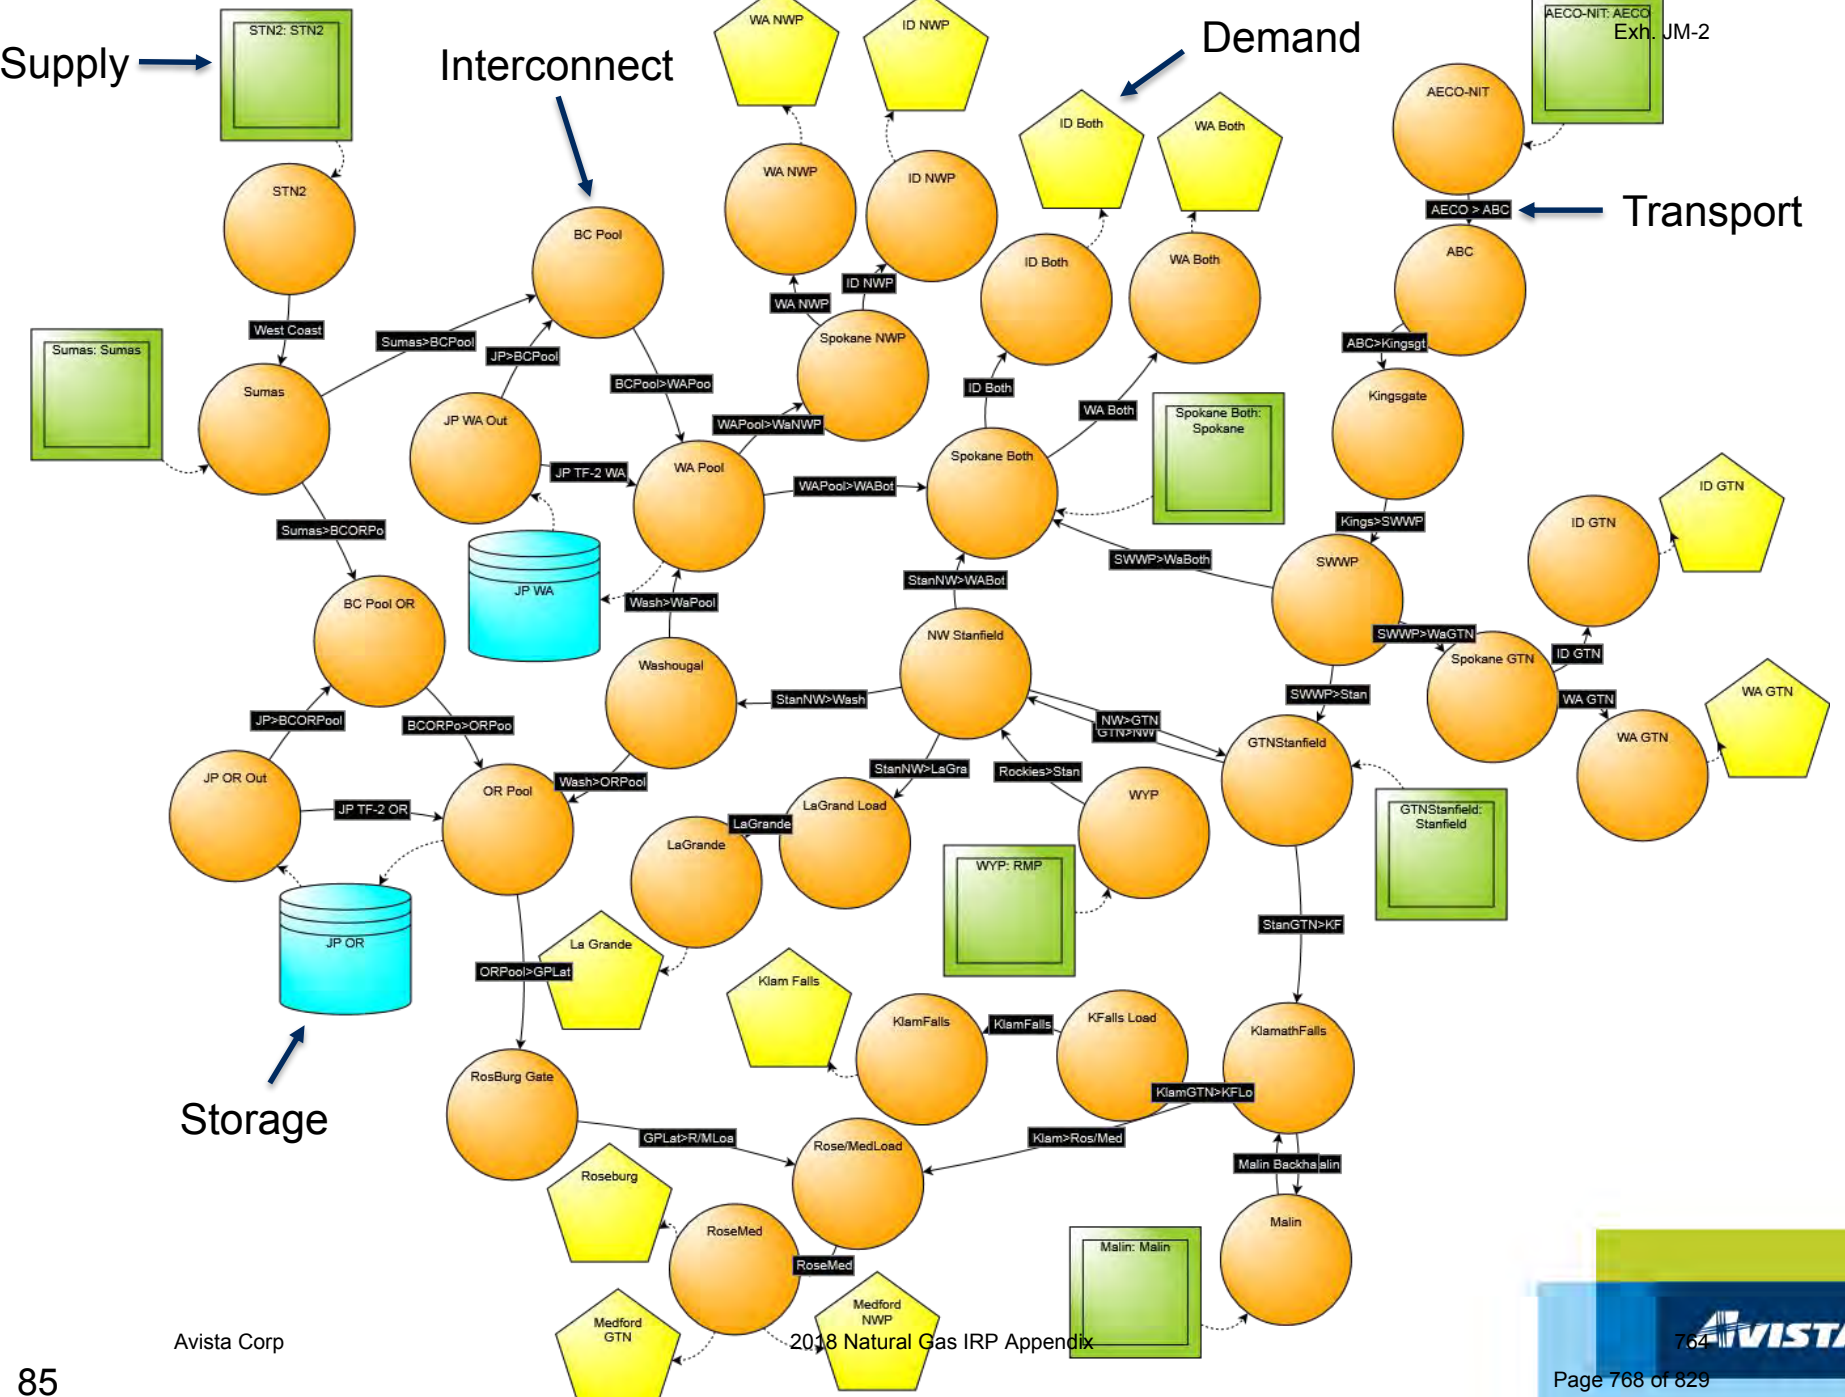 STN2: STN2
WA NWP
ID NWP
AECO-NIT: AECO
Exh. JM-2
Supply
Interconnect
Demand
AECO-NIT
ID Both
WA Both
STN2
WA NWP
ID NWP
AECO > ABC
Transport
BC Pool
ID Both
WA Both
ABC
ID NWP
WA NWP
West Coast
Sumas>BCPool
JP>BCPool
Spokane NWP
ABC>Kingsgt
Sumas: Sumas
Sumas
BCPool>WAPoo
ID Both
Kingsgate
JP WA Out
WAPool>WaNWP
WA Both
Spokane Both:
Spokane
JP TF-2 WA
WA Pool
Spokane Both
WAPool>WABot
ID GTN
Sumas>BCORPo
Kings>SWWP
ID GTN
SWWP>WaBoth
SWWP
StanNW>WABot
JP WA
Wash>WaPool
BC Pool OR
NW Stanfield
SWWP>WaGTN
ID GTN
Washougal
Spokane GTN
StanNW>Wash
SWWP>Stan
WA GTN
WA GTN
JP>BCORPool
BCORPo>ORPoo
NW>GTN
GTN>NW
GTNStanfield
WA GTN
JP OR Out
StanNW>LaGra
Rockies>Stan
Wash>ORPool
OR Pool
WYP
LaGrand Load
JP TF-2 OR
GTNStanfield:
Stanfield
LaGrande
LaGrande
WYP: RMP
StanGTN>KF
JP OR
La Grande
ORPool>GPLat
Klam Falls
KlamFalls
KlamFalls
KFalls Load
KlamathFalls
RosBurg Gate
KlamGTN>KFLo
Storage
GPLat>R/MLoa
Rose/MedLoad
Klam>Ros/Med
Malin Backha
alin
Roseburg
RoseMed
Malin
Malin: Malin
RoseMed
Medford
GTN
Medford
NWP
Avista Corp
2018 Natural Gas IRP Appendix
764
AVISTA
85
Page 768 of 829